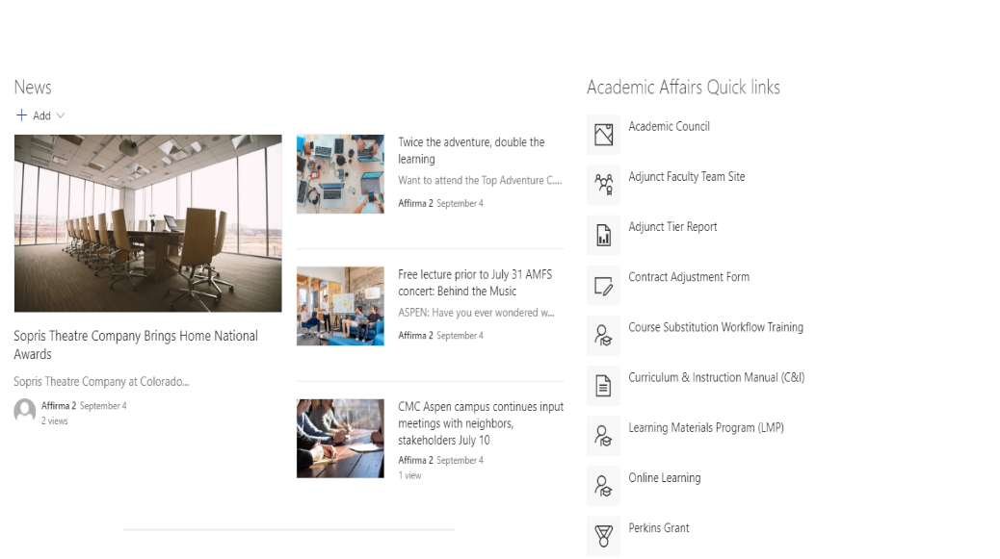 News
Add
Sopris Theatre Company Brings Home National
Awards
Sopris Theatre Company at Colorado...
Affirma 2 September 4
2 views
Twice the adventure, double the
learning
Want to attend the Top Adventure C....
Affirma 2 September 4
Free lecture prior to July 31 AMFS
concert: Behind the Music
ASPEN: Have you ever wondered w...
Affirma 2 September 4
CMC Aspen campus continues input
meetings with neighbors,
stakeholders July 10
Affirma 2 September 4
1 view
Academic Affairs Quick links
Academic Council
Adjunct Faculty Team Site
Adjunct Tier Report
Contract Adjustment Form
Course Substitution Workflow Training
Curriculum & Instruction Manual (C&I)
Learning Materials Program (LMP)
Online Learning
Perkins Grant